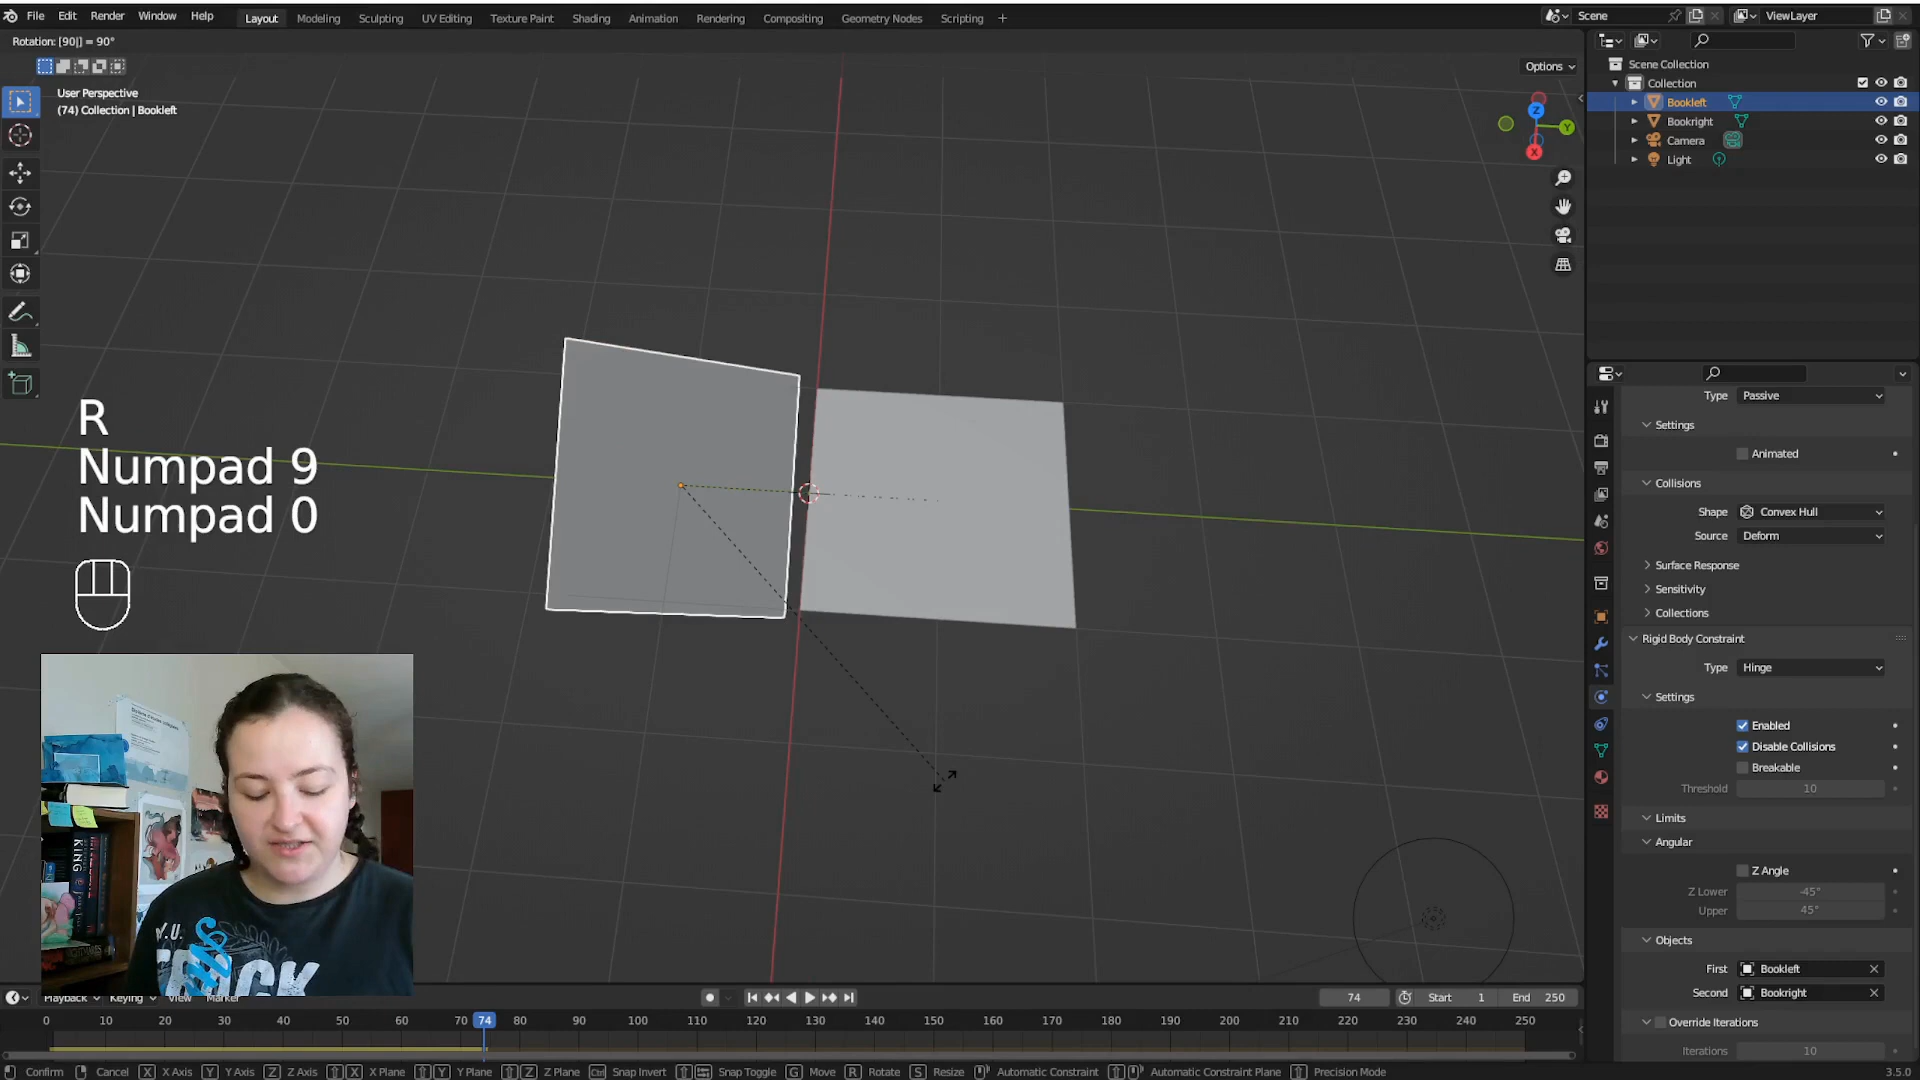 File Edit Render Window Help
Layout Modeling Sculpting UV Editing Texture Paint Shading Animation Rendering Compositing Geometry Nodes Scripting +
Scene
ViewLayer
Rotation: [90|] = 90°
Options
User Perspective
(74) Collection | Bookleft
Z
Y
X
Scene Collection
Collection
Bookleft
Bookright
Camera
Light
Type Passive
Settings
Animated
Collisions
Shape Convex Hull
Source Deform
Surface Response
Sensitivity
Collections
Rigid Body Constraint
Type Hinge
Settings
Enabled
Disable Collisions
Breakable
Threshold 10
Limits
Angular
Z Angle
Z Lower -45°
Upper 45°
Objects
First Bookleft
Second Bookright
Override Iterations
Iterations 10
R
Numpad 9
Numpad 0
KING
W.U.
TRACK
Playback Keying View Marker
74 Start 1 End 250
0 10 20 30 40 50 60 70 74 80 90 100 110 120 130 140 150 160 170 180 190 200 210 220 230 240 250
Confirm Cancel X X Axis Y Y Axis Z Z Axis X X Plane Y Y Plane Z Z Plane Ctrl Snap Invert Snap Toggle G Move R Rotate S Resize Automatic Constraint Automatic Constraint Plane Precision Mode
3.5.0